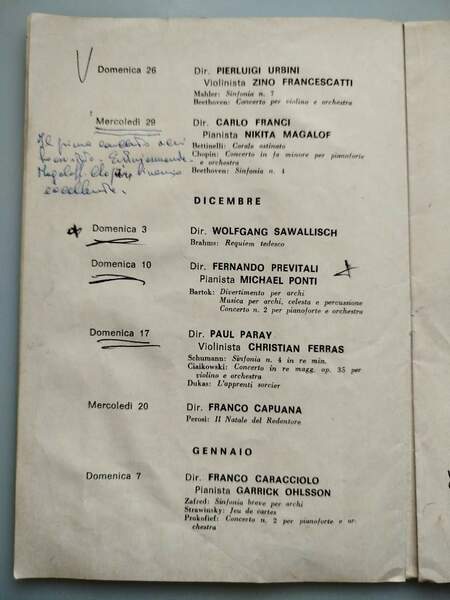 Domenica 26
Dir. PIERLUIGI URBINI
Violinista ZINO FRANCESCATTI
Mahler: Sinfonia n. 7
Beethoven: Concerto per violino e orchestra
Mercoledì 29
Dir. CARLO FRANCI
Pianista NIKITA MAGALOF
Bettinelli: Corale ostinato
Chopin: Concerto in fa minore per pianoforte
e orchestra
Beethoven: Sinfonia n. 4
Il primo concerto
Magaloff Chopin
eccellente.
DICEMBRE
Domenica 3
Dir. WOLFGANG SAWALLISCH
Brahms: Requiem tedesco
Domenica 10
Dir. FERNANDO PREVITALI
Pianista MICHAEL PONTI
Bartok: Divertimento per archi
Musica per archi, celesta e percussione
Concerto n. 2 per pianoforte e orchestra
Domenica 17
Dir. PAUL PARAY
Violinista CHRISTIAN FERRAS
Schumann: Sinfonia n. 4 in re min.
Ciaikowski: Concerto in re magg. op. 35 per
violino e orchestra
Dukas: L'apprenti sorcier
Mercoledì 20
Dir. FRANCO CAPUANA
Perosi: Il Natale del Redentore
GENNAIO
Domenica 7
Dir. FRANCO CARACCIOLO
Pianista GARRICK OHLSSON
Zafred: Sinfonia breve per archi
Strawinsky: Jeu de cartes
Prokofief: Concerto n. 2 per pianoforte e or-
chestra